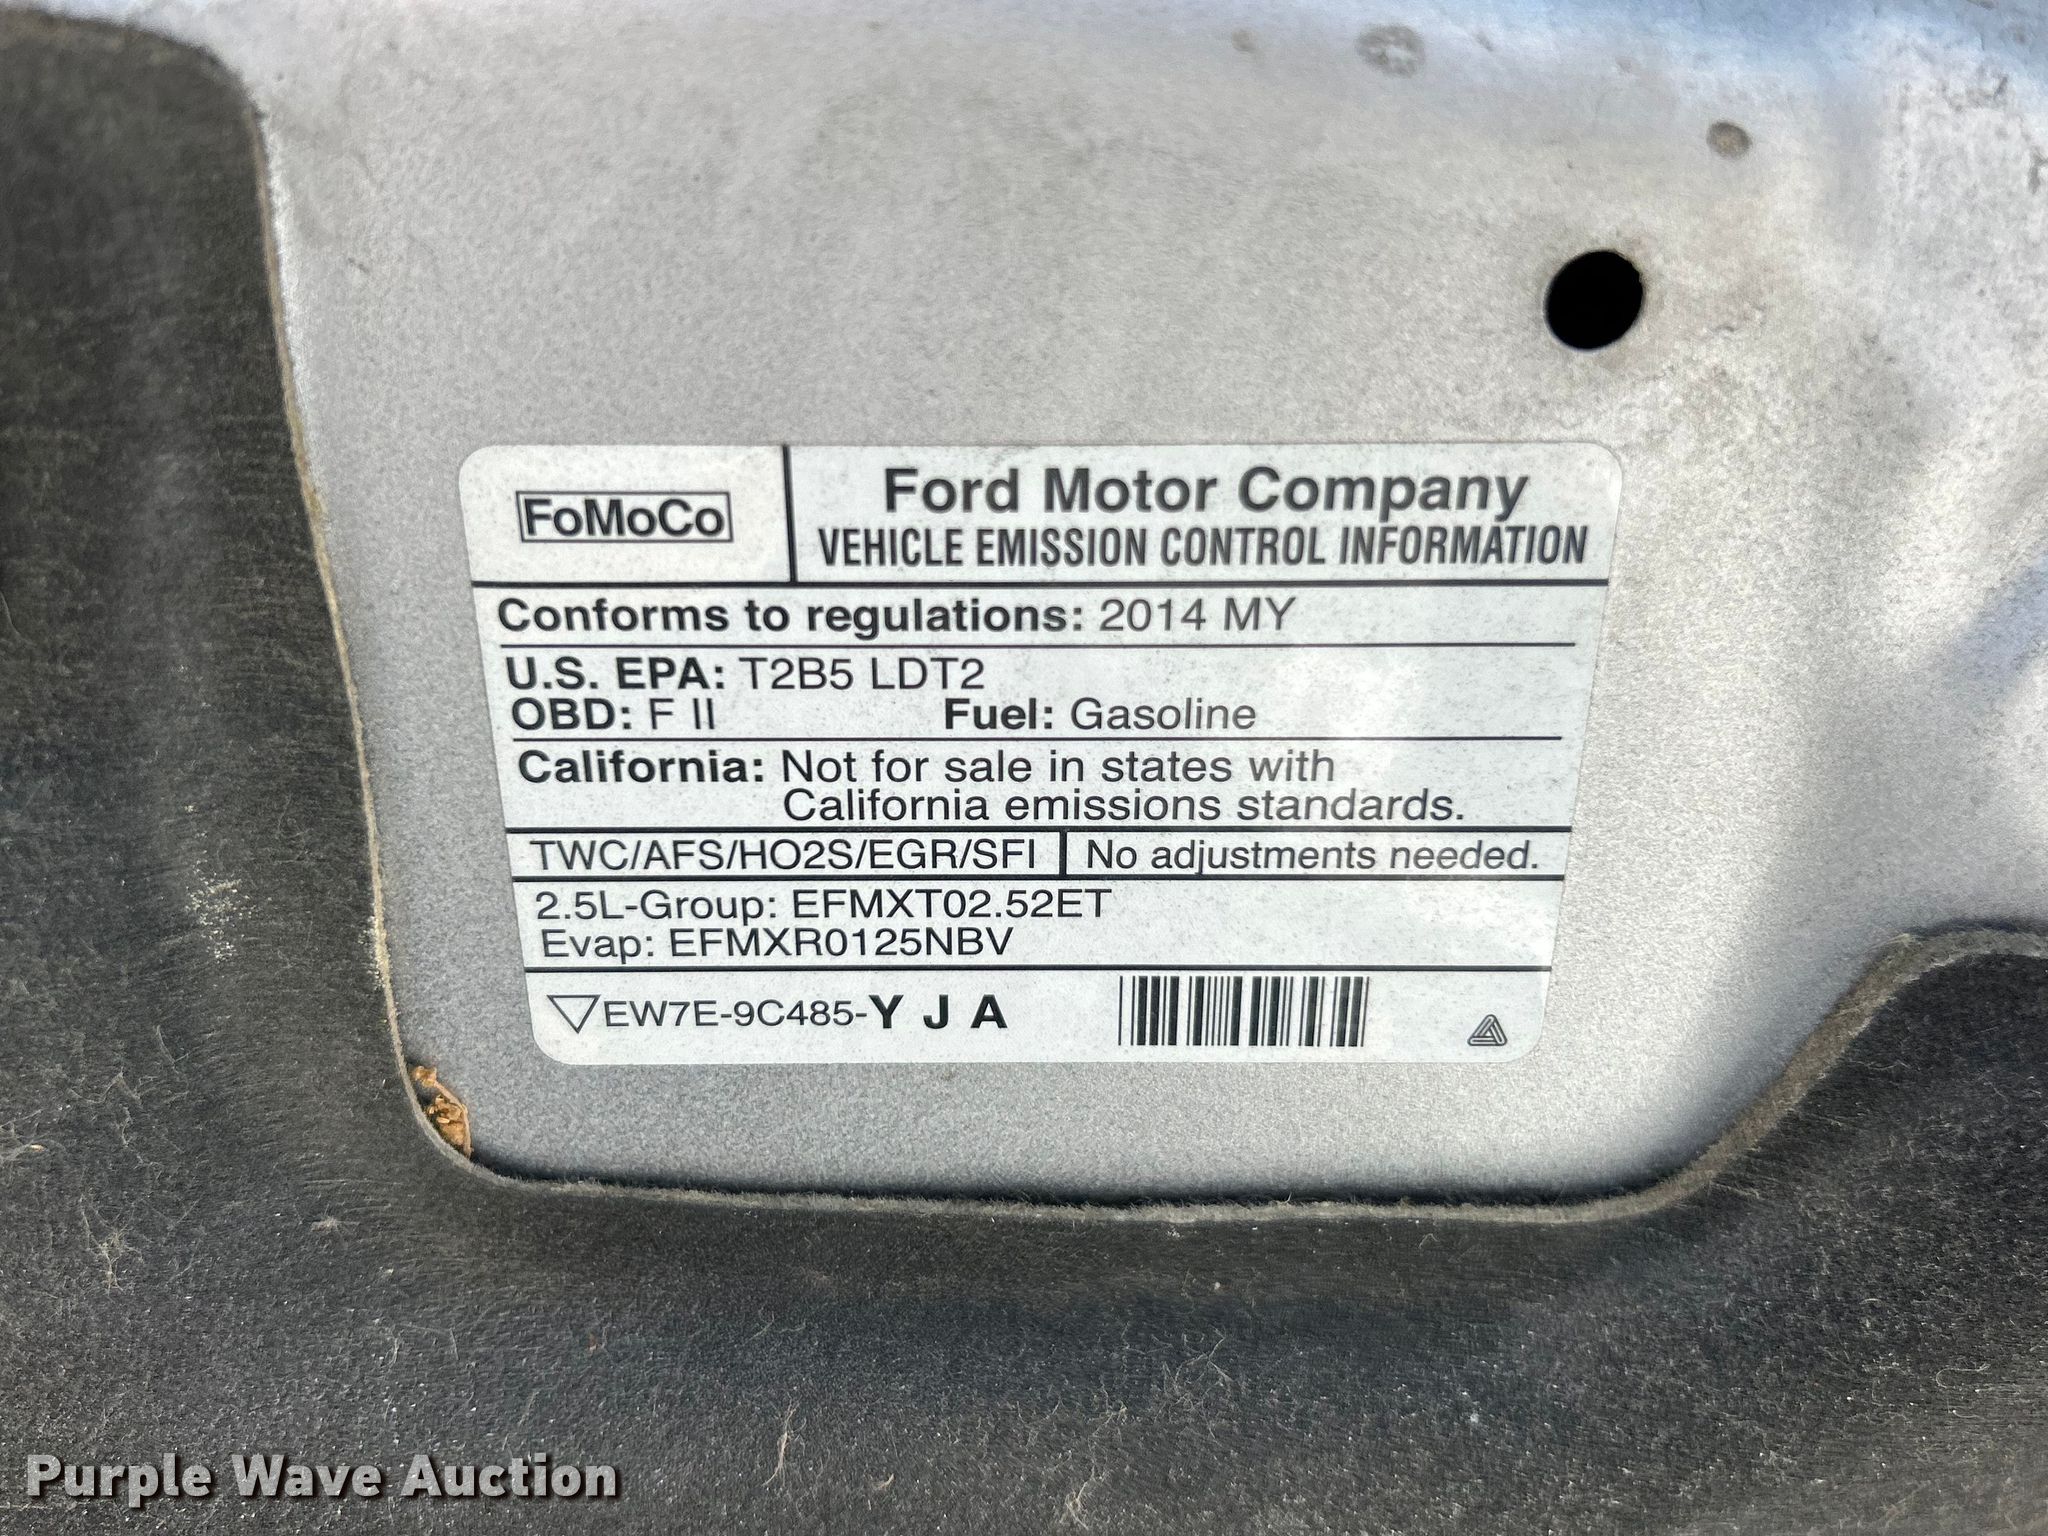 FoMoCo
Ford Motor Company
VEHICLE EMISSION CONTROL INFORMATION
Conforms to regulations: 2014 MY
U.S. EPA: T2B5 LDT2
OBD: F II Fuel: Gasoline
California: Not for sale in states with
California emissions standards.
TWC/AFS/HO2S/EGR/SFI No adjustments needed.
2.5L-Group: EFMXT02.52ET
Evap: EFMXR0125NBV
EW7E-9C485-Y J A
Purple Wave Auction